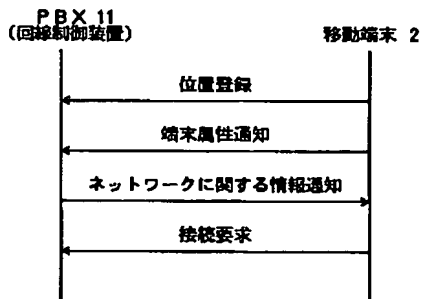 PBX 11
(回線制御装置)
移動端末 2
位置登録
端末属性通知
ネットワークに関する情報通知
接続要求